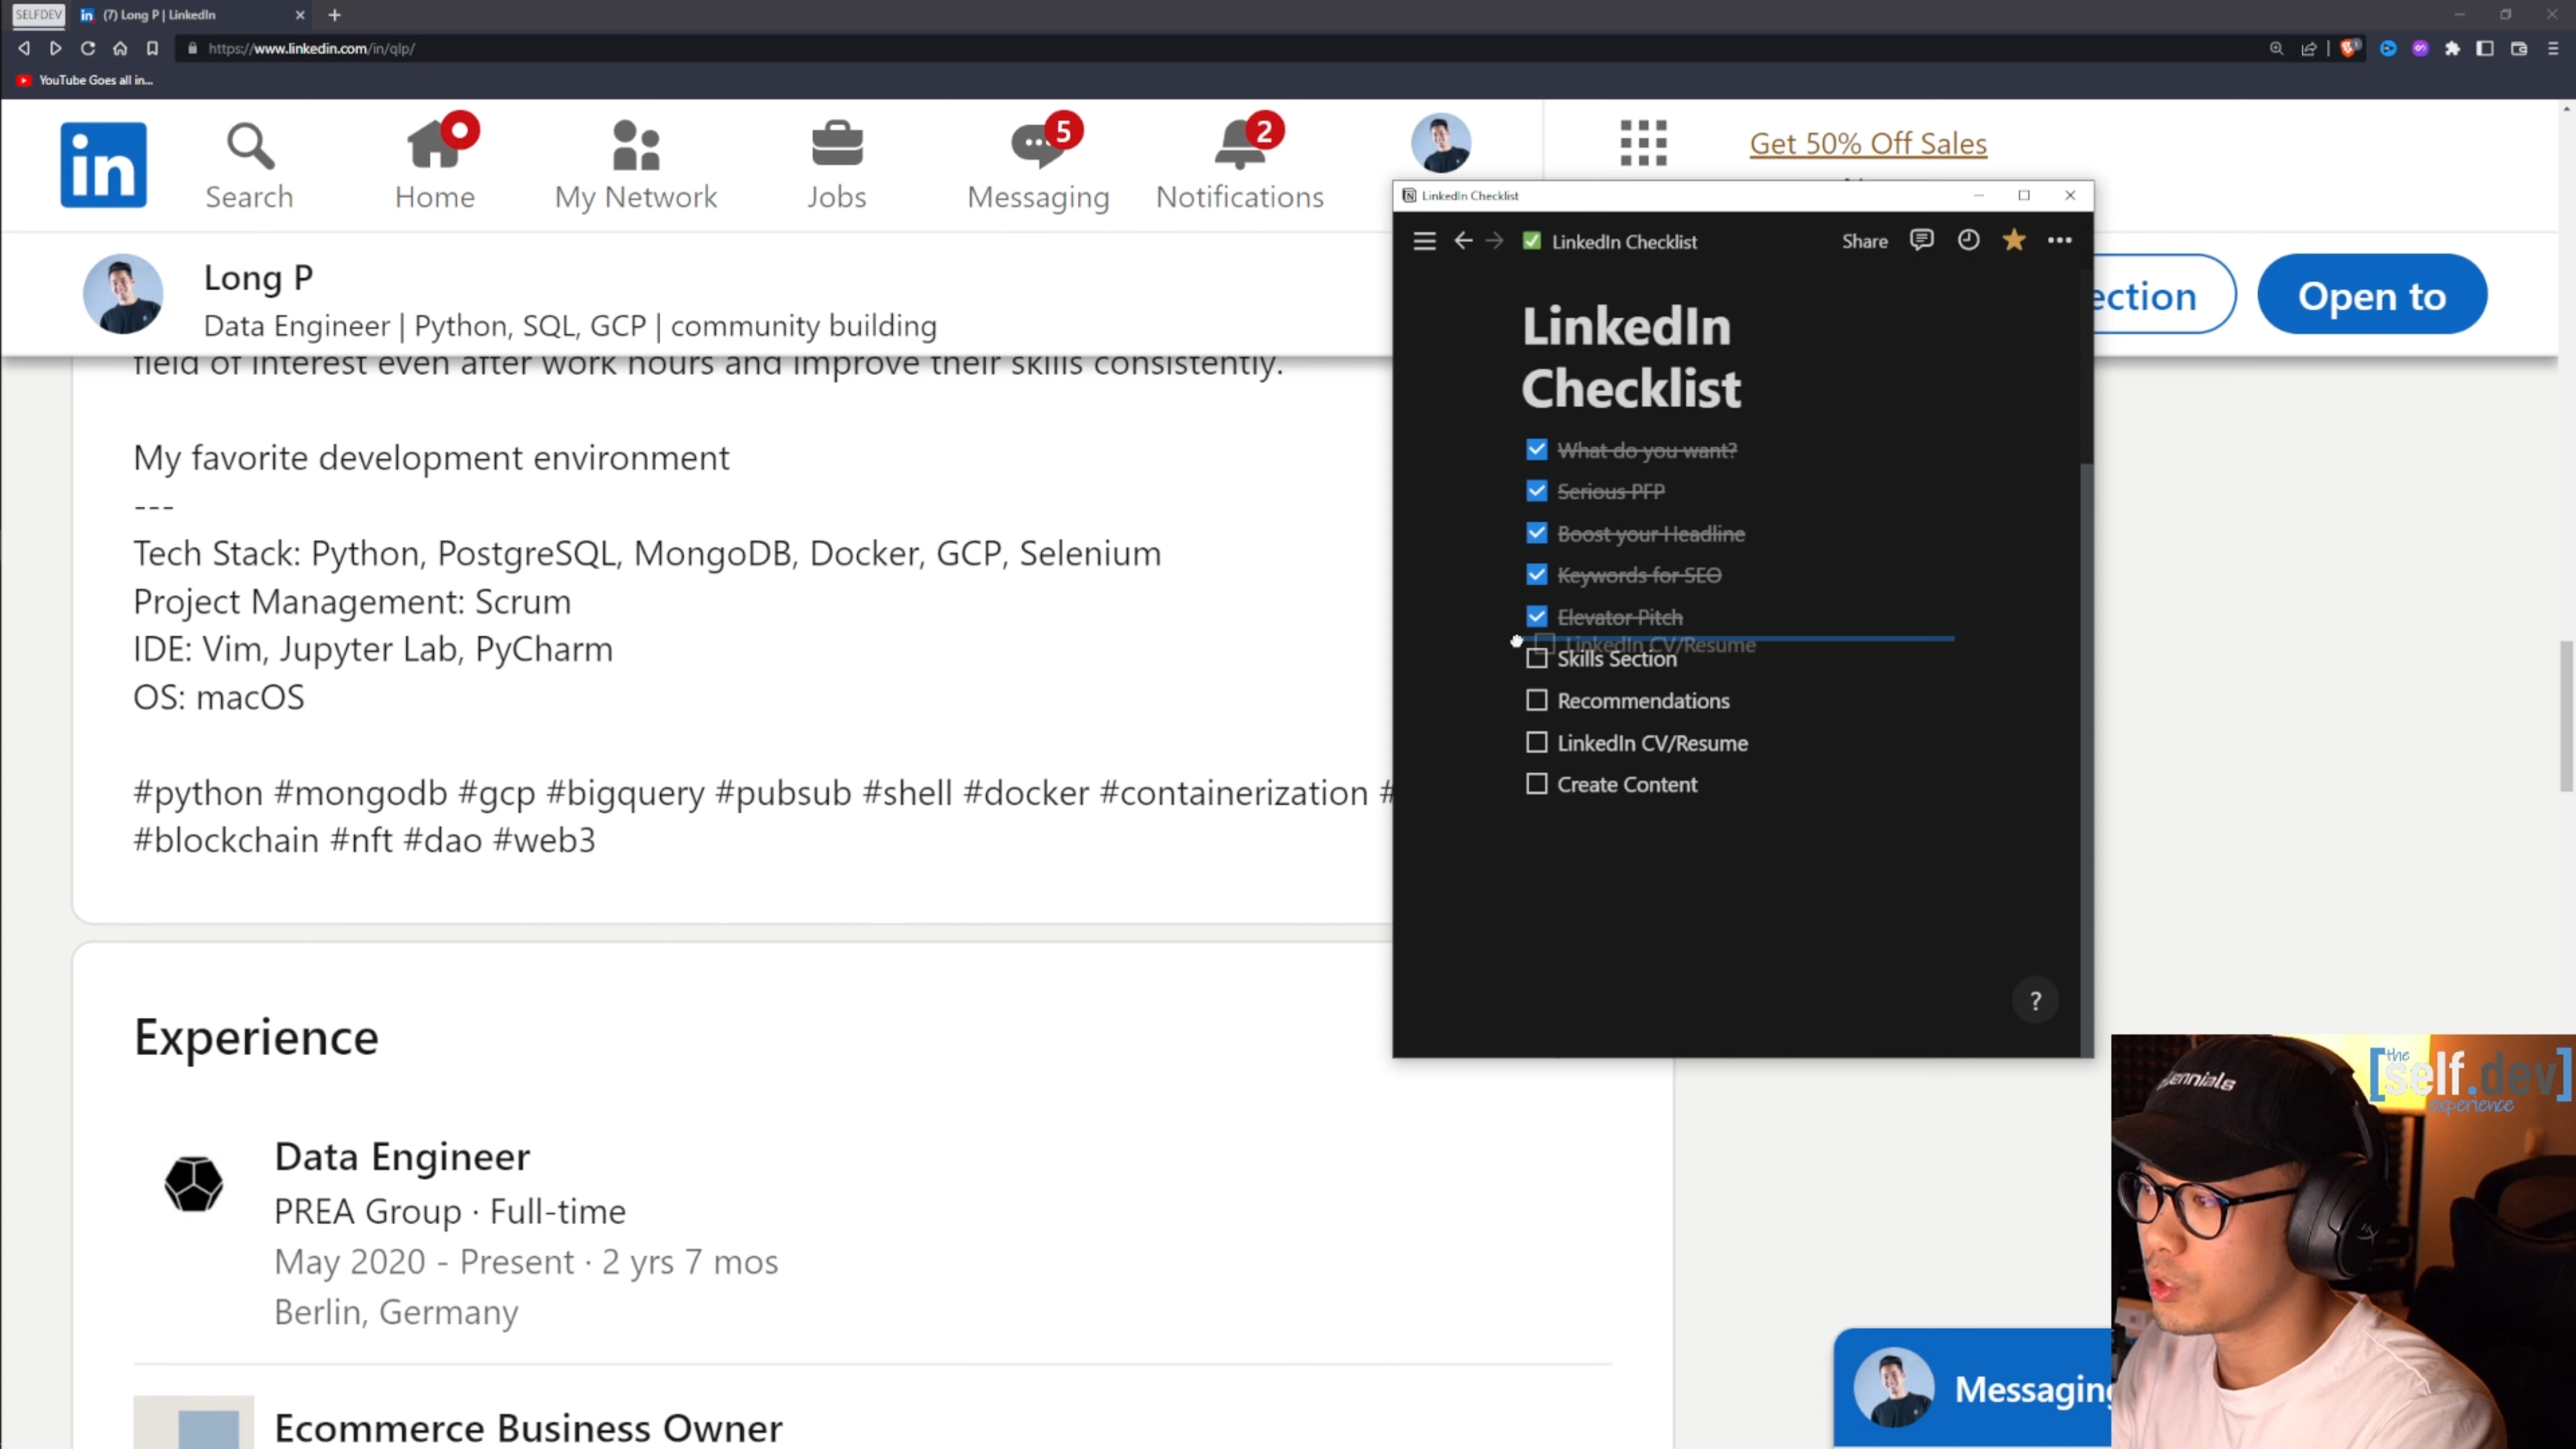 SELFDEV
(7) Long P | LinkedIn
https://www.linkedin.com/in/qlp/
YouTube Goes all in...
in
Search
Home
My Network
Jobs
5
Messaging
2
Notifications
Get 50% Off Sales
Long P
Data Engineer | Python, SQL, GCP | community building
ection
Open to
field of interest even after work hours and improve their skills consistently.
My favorite development environment
---
Tech Stack: Python, PostgreSQL, MongoDB, Docker, GCP, Selenium
Project Management: Scrum
IDE: Vim, Jupyter Lab, PyCharm
OS: macOS
#python #mongodb #gcp #bigquery #pubsub #shell #docker #containerization #
#blockchain #nft #dao #web3
Experience
Data Engineer
PREA Group · Full-time
May 2020 - Present · 2 yrs 7 mos
Berlin, Germany
Ecommerce Business Owner
LinkedIn Checklist
LinkedIn Checklist
Share
LinkedIn
Checklist
What do you want?
Serious PFP
Boost your Headline
Keywords for SEO
Elevator Pitch
LinkedIn CV/Resume
Skills Section
Recommendations
LinkedIn CV/Resume
Create Content
?
Messaging
[the
self.dev]
experience
ennials